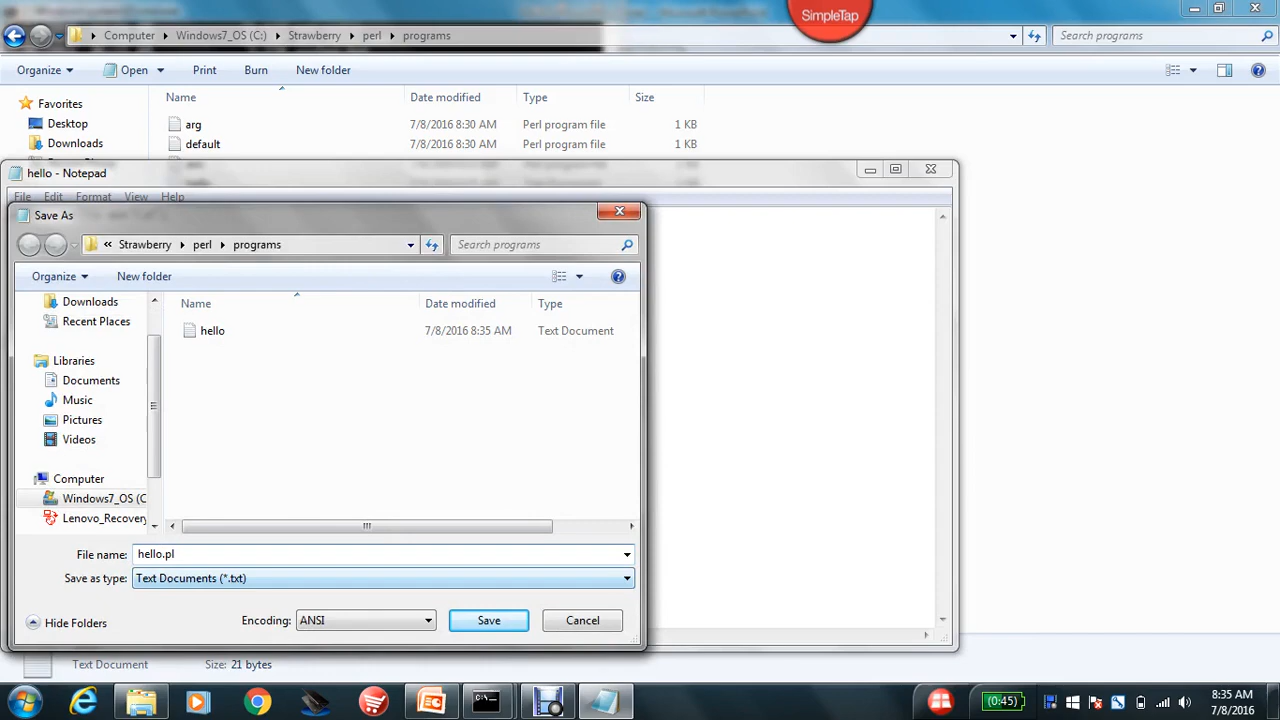 SimpleTap
Computer Windows7_OS (C:) Strawberry perl programs Search programs
Organize Open Print Burn New folder
Name Date modified Type Size
Favorites
arg 7/8/2016 8:30 AM Perl program file 1 KB
Desktop
default 7/8/2016 8:30 AM Perl program file 1 KB
Downloads
hello - Notepad
File Edit Format View Help
Save As
« Strawberry perl programs Search programs
Organize New folder
Downloads
Name Date modified Type
Recent Places
hello 7/8/2016 8:35 AM Text Document
Libraries
Documents
Music
Pictures
Videos
Computer
Windows7_OS (C
Lenovo_Recovery
File name: hello.pl
Save as type: Text Documents (*.txt)
Hide Folders Encoding: ANSI Save Cancel
Text Document Size: 21 bytes
(0:45)
8:35 AM
7/8/2016